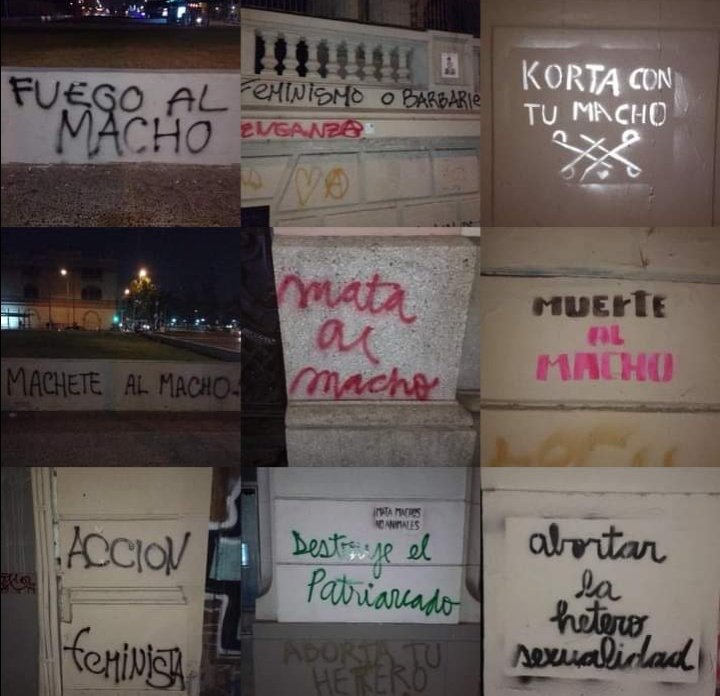 FUEGO AL
MACHO
FEMINISMO O BARBARIE
VENGANZA
KORTA CON
TU MACHO
MACHETE AL MACHO
mata
al
macho
MUERTE
AL
MACHO
ACCION
feMINISTA
MATA MACHOS
NO ANIMALES
Destruye el
Patriarcado
ABORTA TU
HETERO
abortar
la
hetero
sexualidad